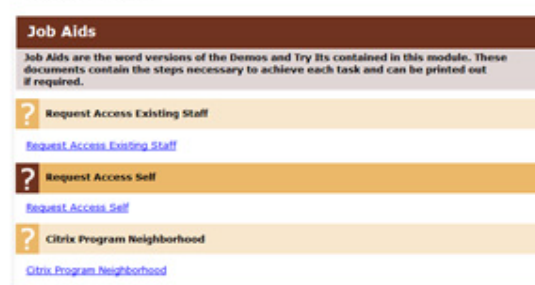 Job Aids
Job Aids are the word versions of the Demos and Try Its contained in this module. These
documents contain the steps necessary to achieve each task and can be printed out
if required.
? Request Access Existing Staff
Request Access Existing Staff
? Request Access Self
Request Access Self
? Citrix Program Neighborhood
Citrix Program Neighborhood